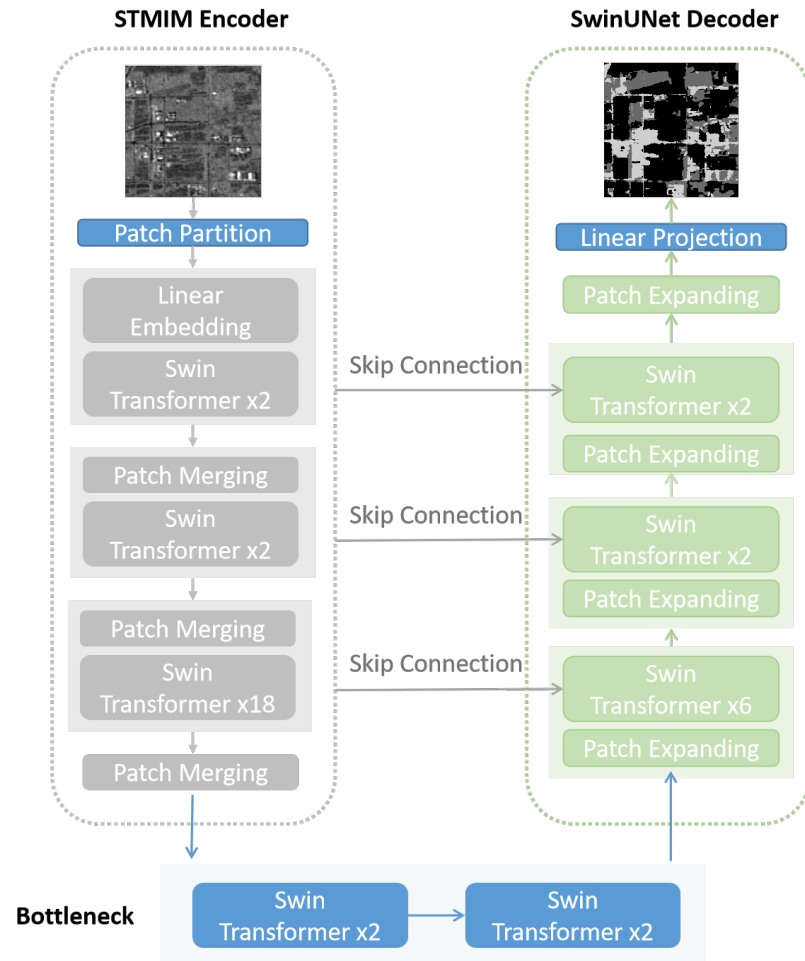 STMIM Encoder
Patch Partition
Linear
Embedding
Swin
Transformer x2
Patch Merging
Swin
Transformer x2
Patch Merging
Swin
Transformer x18
Patch Merging
Skip Connection
Skip Connection
Skip Connection
SwinUNet Decoder
Linear Projection
Patch Expanding
Swin
Transformer x2
Patch Expanding
Swin
Transformer x2
Patch Expanding
Swin
Transformer x6
Patch Expanding
Bottleneck
Swin
Transformer x2
Swin
Transformer x2